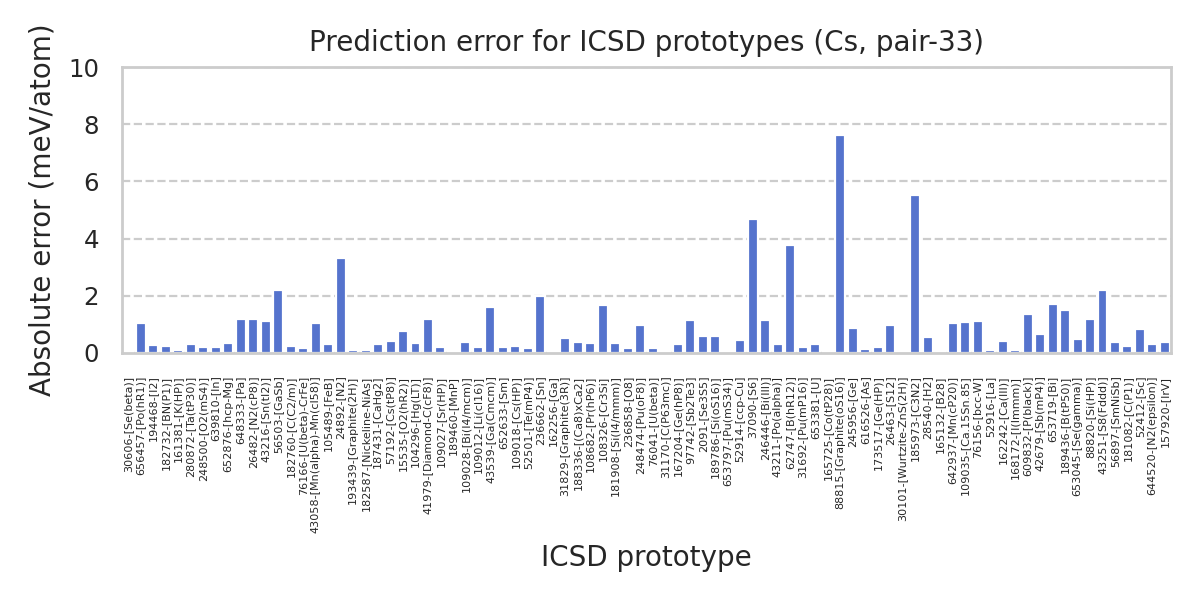 Prediction error for ICSD prototypes (Cs, pair-33)
Absolute error (meV/atom)
10
8
6
4
2
0
30606-[Se(beta)]
656457-[Po(hR1)]
194468-[I2]
182732-[BN(P1)]
161381-[K(HP)]
280872-[Ta(tP30)]
248500-[O2(mS4)]
639810-[In]
652876-[hcp-Mg]
648333-[Pa]
26482-[N2(cP8)]
43216-[Sn(tI2)]
56503-[GaSb]
182760-[C(C2/m)]
76166-[U(beta)-CrFe]
43058-[Mn(alpha)-Mn(cI58)]
105489-[FeB]
24892-[N2]
193439-[Graphite(2H)]
182587-[Nickeline-NiAs]
187431-[CaHg2]
57192-[Cs(tP8)]
15535-[O2(hR2)]
104296-[Hg(LT)]
41979-[Diamond-C(cF8)]
109027-[Sr(HP)]
189460-[MnP]
109028-[Bi(I4/mcm)]
109012-[Li(cI16)]
43539-[Ga(Cmcm)]
652633-[Sm]
109018-[Cs(HP)]
52501-[Te(mP4)]
236662-[Sn]
162256-[Ga]
31829-[Graphite(3R)]
188336-[(Ca8)xCa2]
108682-[Pr(hP6)]
108326-[Cr3Si]
181908-[Si(I4/mmm)]
236858-[O8]
248474-[Pu(oF8)]
76041-[U(beta)]
31170-[C(P63mc)]
167204-[Ge(hP8)]
97742-[Sb2Te3]
2091-[Se3S5]
189786-[Si(oS16)]
653797-[Pu(mS34)]
52914-[ccp-Cu]
37090-[S6]
246446-[Bi(III)]
43211-[Po(alpha)]
62747-[B(hR12)]
31692-[Pu(mP16)]
653381-[U]
165725-[Co(tP28)]
88815-[Graphite(oS16)]
245956-[Ge]
616526-[As]
173517-[Ge(HP)]
26463-[S12]
30101-[Wurtzite-ZnS(2H)]
185973-[C3N2]
28540-[H2]
165132-[B28]
642937-[Mn(cP20)]
109035-[Ca.15Sn.85]
76156-[bcc-W]
52916-[La]
162242-[Ca(III)]
168172-[I(Immm)]
609832-[P(black)]
42679-[Sb(mP4)]
653719-[Bi]
189436-[B(tP50)]
653045-[Se(gamma)]
88820-[Si(HP)]
43251-[S8(Fddd)]
56897-[SmNiSb]
181082-[C(P1)]
52412-[Sc]
644520-[N2(epsilon)]
157920-[IrV]
ICSD prototype